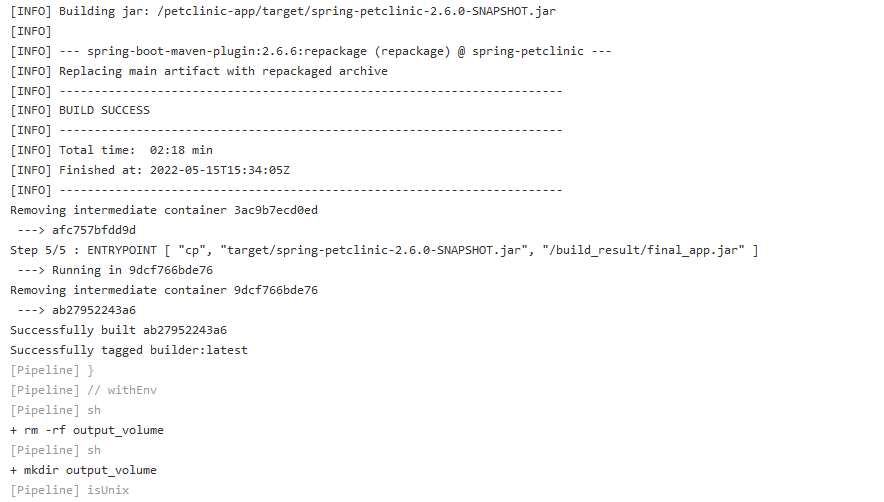 [INFO] Building jar: /petclinic-app/target/spring-petclinic-2.6.0-SNAPSHOT.jar
[INFO]
[INFO] --- spring-boot-maven-plugin:2.6.6:repackage (repackage) @ spring-petclinic ---
[INFO] Replacing main artifact with repackaged archive
[INFO] ------------------------------------------------------------------------
[INFO] BUILD SUCCESS
[INFO] ------------------------------------------------------------------------
[INFO] Total time:  02:18 min
[INFO] Finished at: 2022-05-15T15:34:05Z
[INFO] ------------------------------------------------------------------------
Removing intermediate container 3ac9b7ecd0ed
 ---> afc757bfdd9d
Step 5/5 : ENTRYPOINT [ "cp", "target/spring-petclinic-2.6.0-SNAPSHOT.jar", "/build_result/final_app.jar" ]
 ---> Running in 9dcf766bde76
Removing intermediate container 9dcf766bde76
 ---> ab27952243a6
Successfully built ab27952243a6
Successfully tagged builder:latest
[Pipeline] }
[Pipeline] // withEnv
[Pipeline] sh
+ rm -rf output_volume
[Pipeline] sh
+ mkdir output_volume
[Pipeline] isUnix